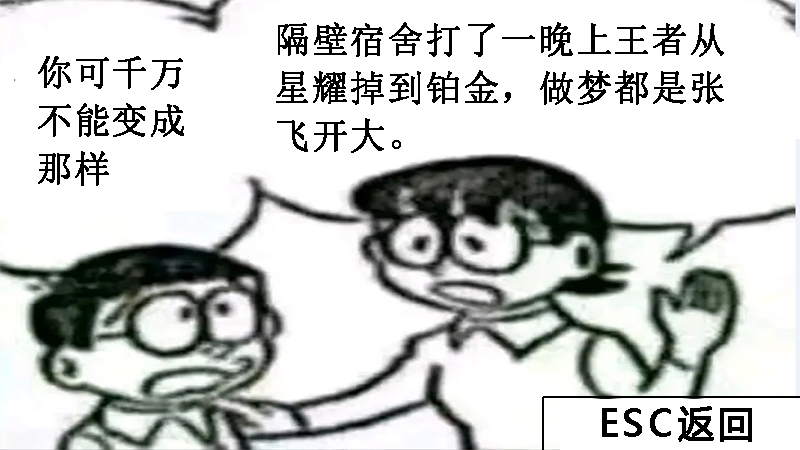 你可千万
不能变成
那样
隔壁宿舍打了一晚上王者从
星耀掉到铂金，做梦都是张
飞开大。
ESC返回